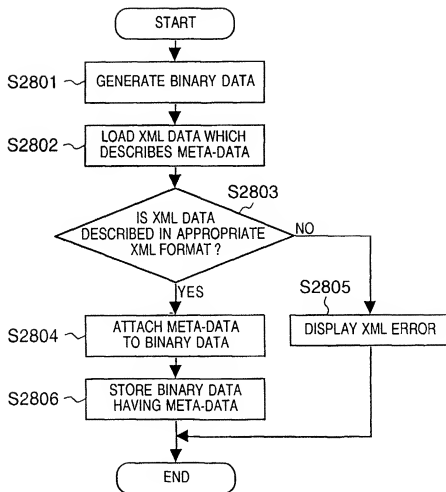 START
S2801
GENERATE BINARY DATA
S2802
LOAD XML DATA WHICH
DESCRIBES META-DATA
S2803
IS XML DATA
DESCRIBED IN APPROPRIATE
XML FORMAT ?
NO
YES
S2805
S2804
ATTACH META-DATA
TO BINARY DATA
DISPLAY XML ERROR
S2806
STORE BINARY DATA
HAVING META-DATA
END